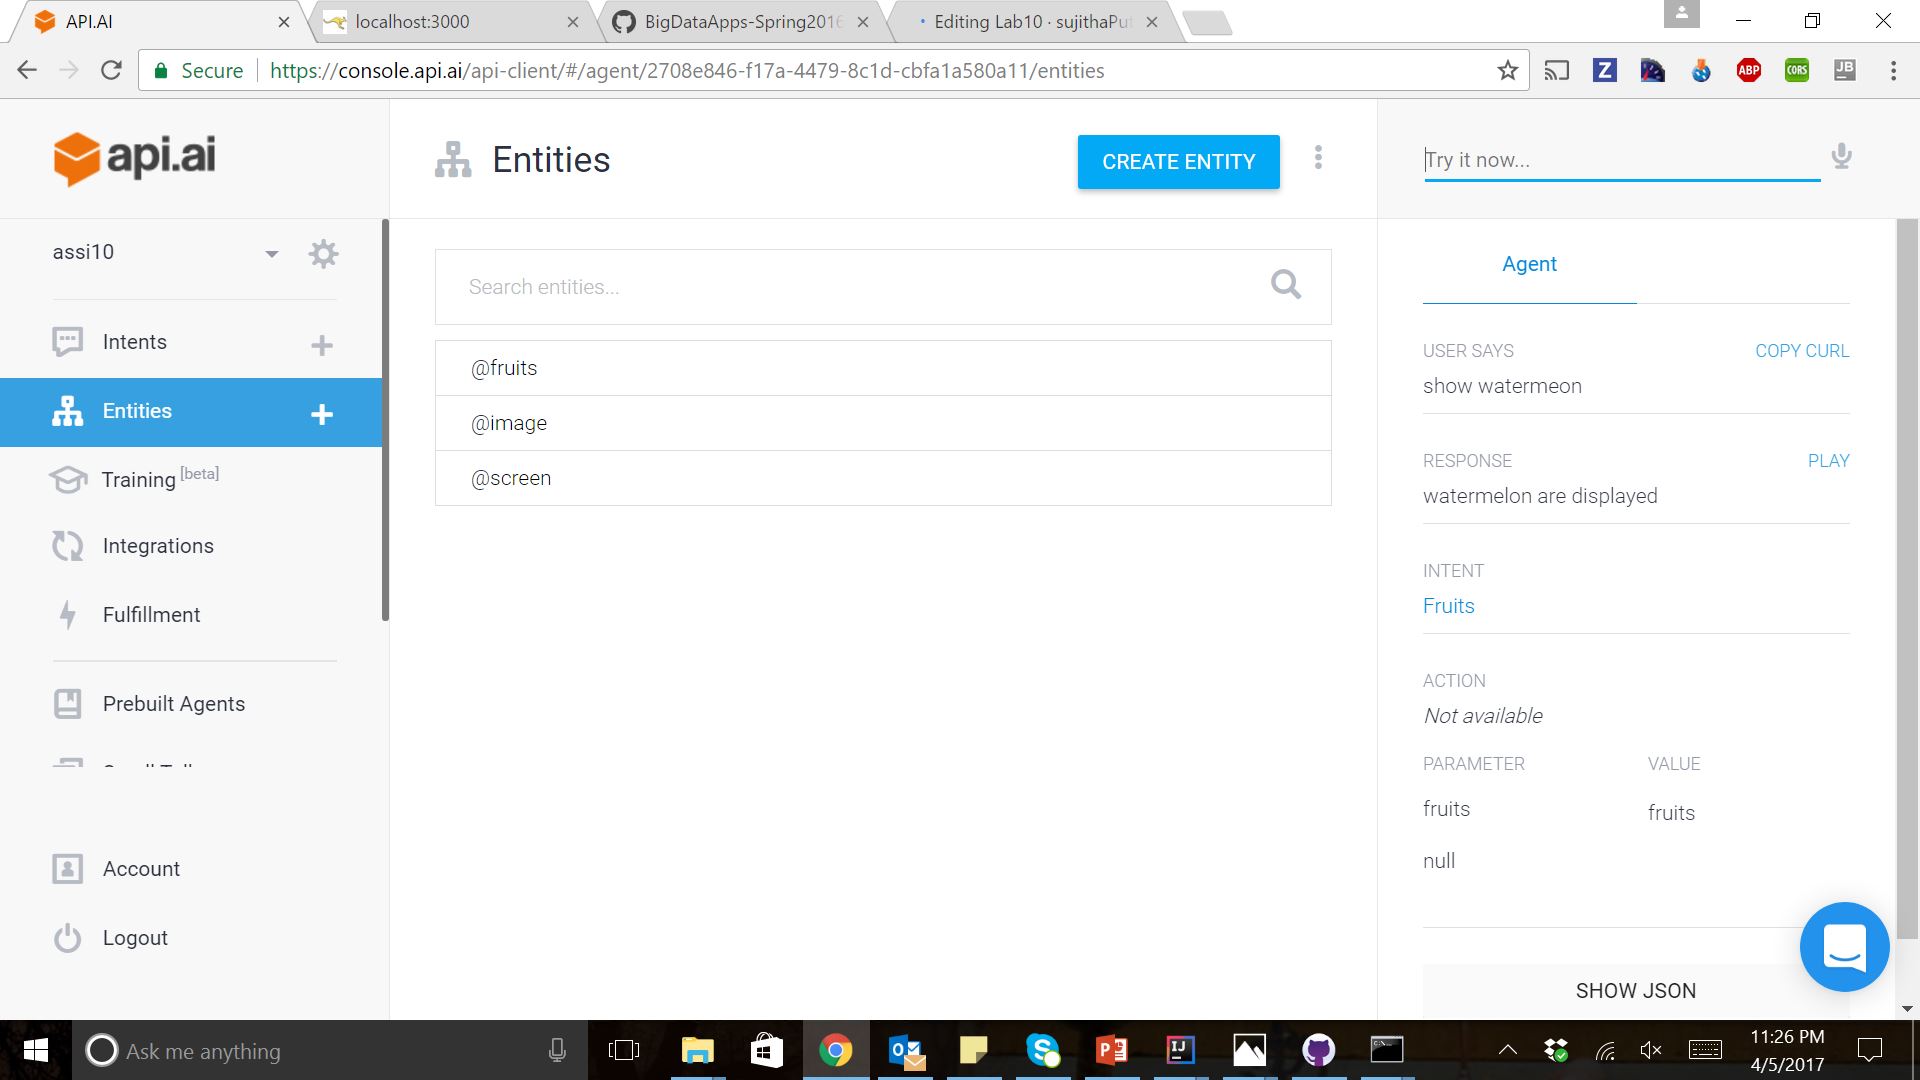 API.AI
localhost:3000
BigDataApps-Spring2016
Editing Lab10 · sujithaPut
Secure
https://console.api.ai/api-client/#/agent/2708e846-f17a-4479-8c1d-cbfa1a580a11/entities
Z
ABP
CORS
JB
api.ai
Entities
CREATE ENTITY
Try it now...
assi10
Search entities...
Agent
Intents
@fruits
USER SAYS
COPY CURL
show watermeon
Entities
@image
Training [beta]
@screen
RESPONSE
PLAY
watermelon are displayed
Integrations
INTENT
Fruits
Fulfillment
ACTION
Not available
Prebuilt Agents
PARAMETER
VALUE
fruits
fruits
null
Account
Logout
SHOW JSON
Ask me anything
11:26 PM
4/5/2017